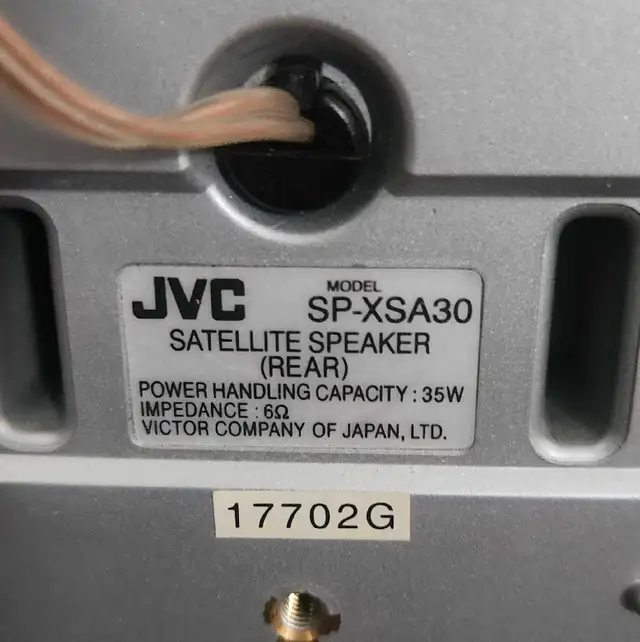 JVC MODEL SP-XSA30
SATELLITE SPEAKER
(REAR)
POWER HANDLING CAPACITY : 35W
IMPEDANCE : 6Ω
VICTOR COMPANY OF JAPAN, LTD.
17702G